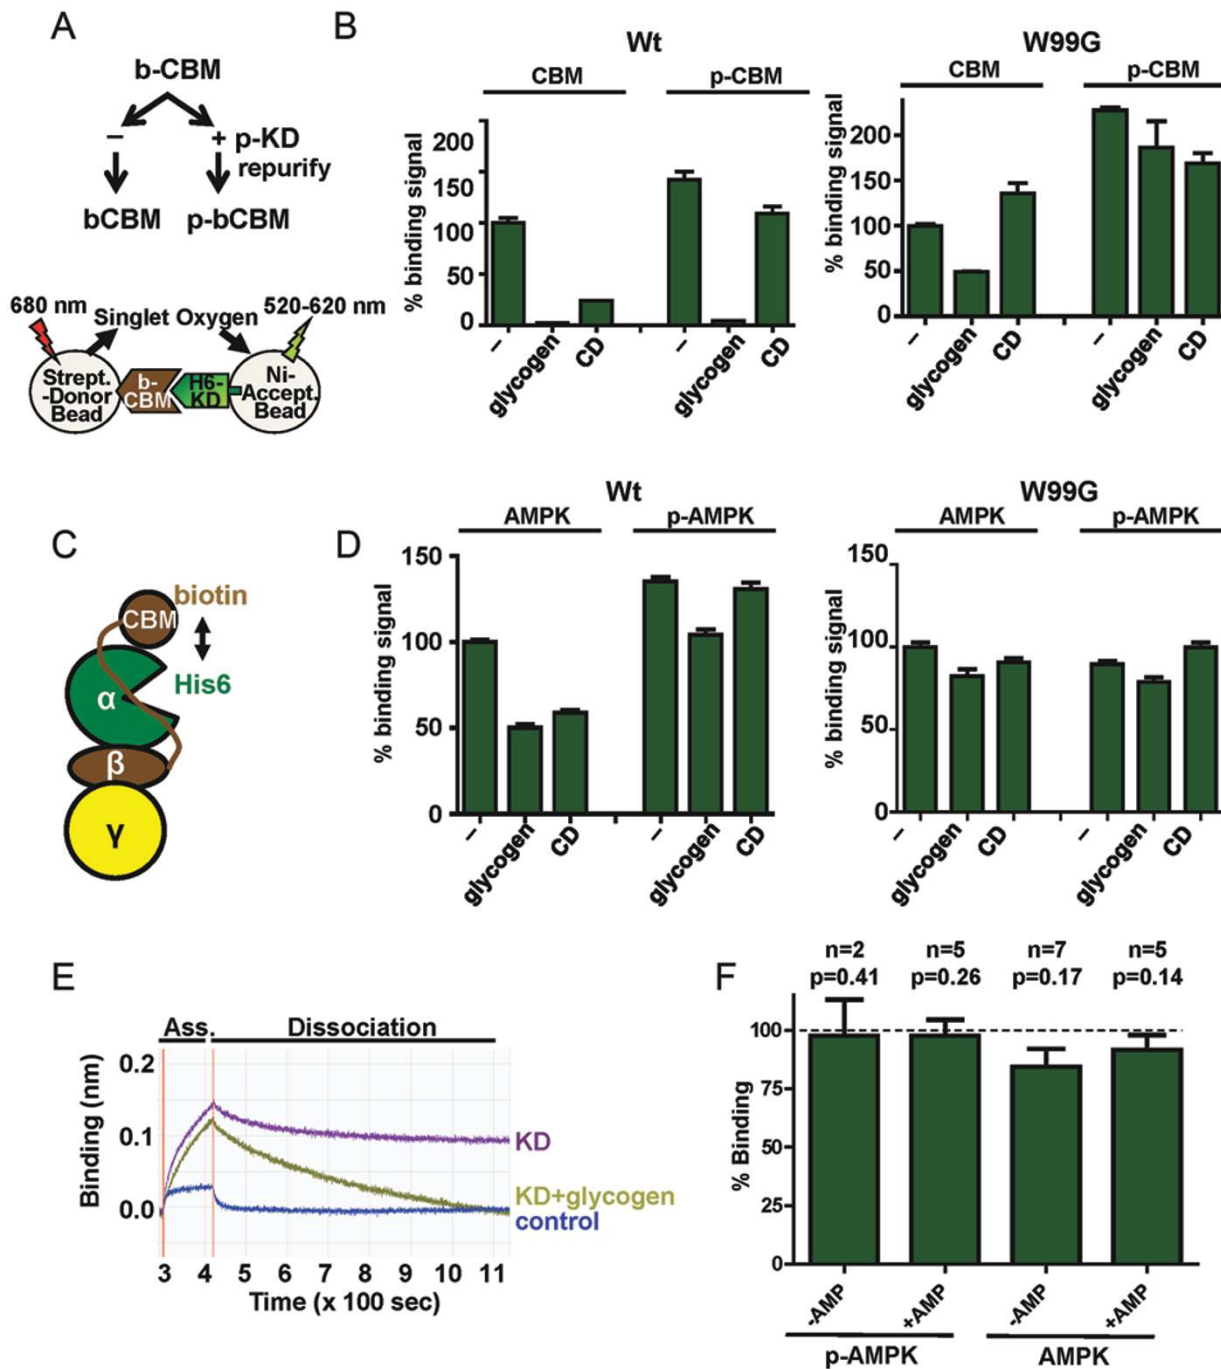 A
b-CBM
–
+ p-KD
repurify
bCBM
p-bCBM
680 nm
Singlet Oxygen
520-620 nm
Strept.
-Donor
Bead
b-
CBM
H6-
KD
Ni-
Accept.
Bead
B
Wt
CBM
p-CBM
% binding signal
200
150
100
50
0
–
glycogen
CD
–
glycogen
CD
W99G
CBM
p-CBM
% binding signal
200
150
100
50
0
–
glycogen
CD
–
glycogen
CD
C
biotin
CBM
His6
α
β
γ
D
Wt
AMPK
p-AMPK
% binding signal
150
100
50
0
–
glycogen
CD
–
glycogen
CD
W99G
AMPK
p-AMPK
% binding signal
150
100
50
0
–
glycogen
CD
–
glycogen
CD
E
Ass.
Dissociation
Binding (nm)
0.2
0.1
0.0
KD
KD+glycogen
control
3 4 5 6 7 8 9 10 11
Time (x 100 sec)
F
n=2 n=5 n=7 n=5
p=0.41 p=0.26 p=0.17 p=0.14
% Binding
100
75
50
25
0
-AMP
+AMP
-AMP
+AMP
p-AMPK
AMPK